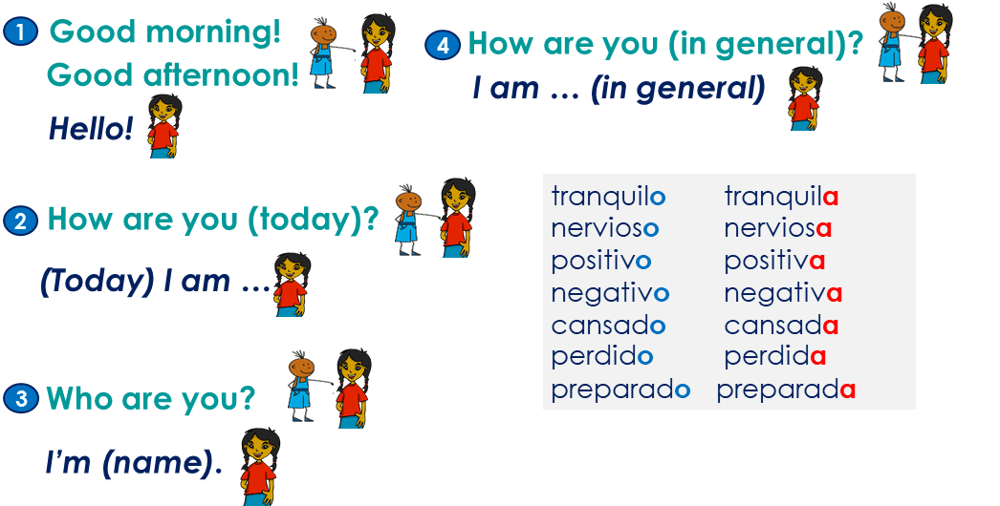 1 Good morning!
Good afternoon!
Hello!
2 How are you (today)?
(Today) I am …
3 Who are you?
I’m (name).
4 How are you (in general)?
I am … (in general)
tranquilo tranquila
nervioso nerviosa
positivo positiva
negativo negativa
cansado cansada
perdido perdida
preparado preparada